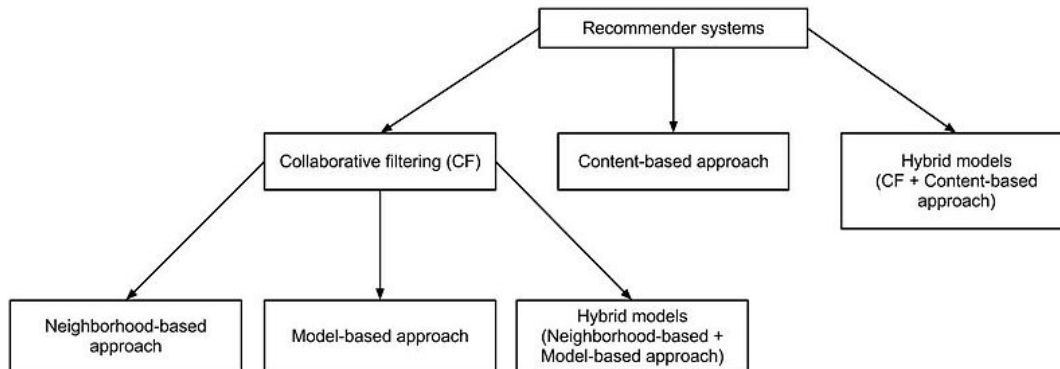 Recommender systems
Collaborative filtering (CF)
Content-based approach
Hybrid models
(CF + Content-based
approach)
Neighborhood-based
approach
Model-based approach
Hybrid models
(Neighborhood-based +
Model-based approach)